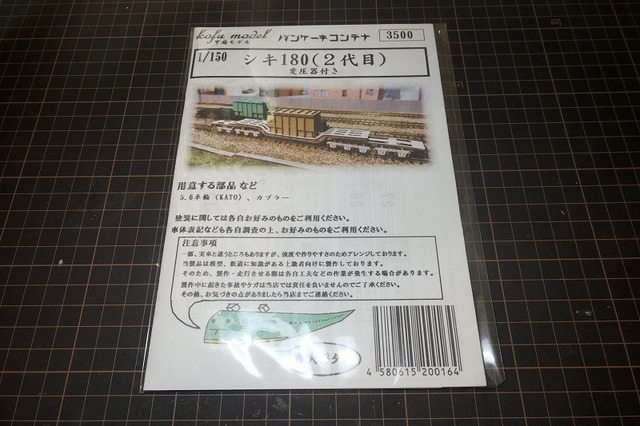 kofu model
甲府モデル
パンケーキコンテナ
3500
1/150
シキ180(2代目)
変圧器付き
用意する部品 など
5.6車輪 (KATO)、カプラー
塗装に関しては各自お好みのものをご利用ください。
車体表記なども各自調査の上、お好みのものをご利用ください。
注意事項
一部、実車と違うところもありますが、強度や作りやすさのためアレンジしております。
当製品は模型、鉄道に知識がある上級者向けに製作しております。
そのため、製作・走行させる際は各自工夫などの作業が発生する場合があります。
製作中に起きた事故やケガは当店では責任を負いませんのでご了承ください。
その他、お気づきの点がありましたら当店までご連絡ください。
4 580615 200164